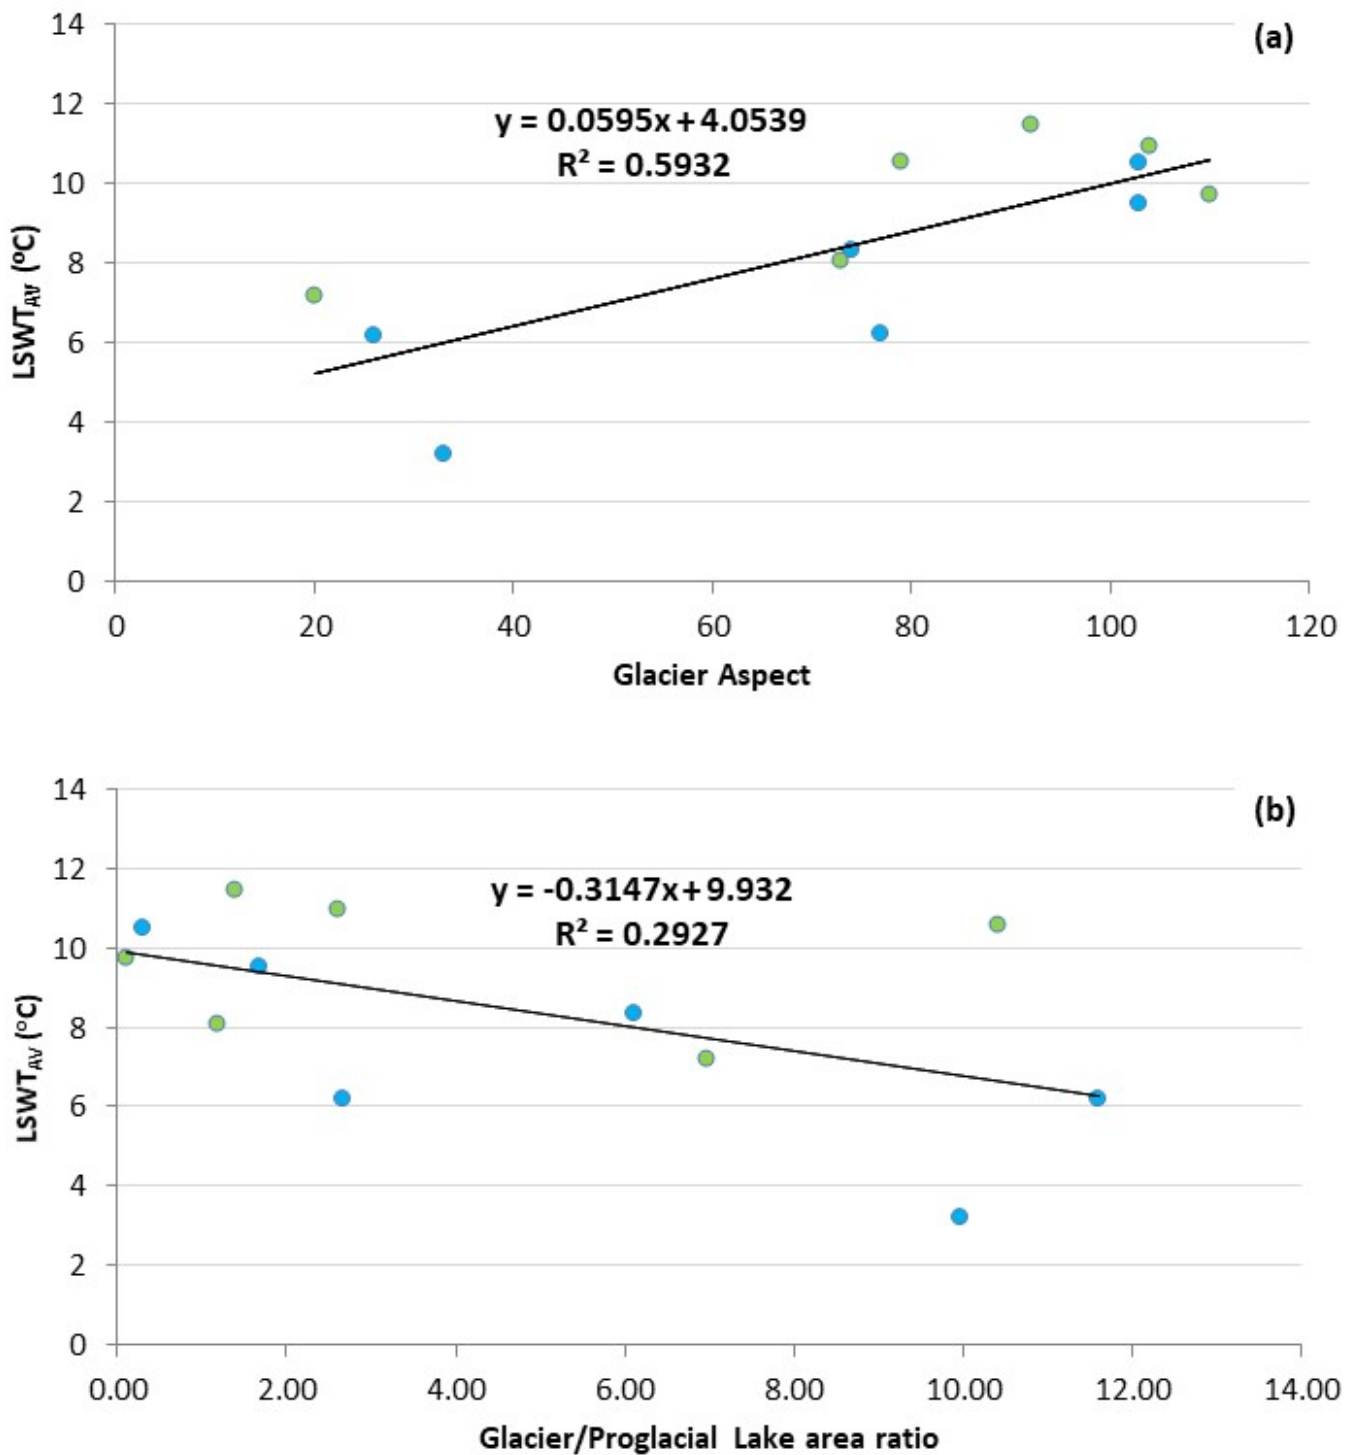 (a)
14
12
10
8
6
4
2
0
y = 0.0595x + 4.0539
R² = 0.5932
LSWT_AV (°C)
0 20 40 60 80 100 120
Glacier Aspect
(b)
14
12
10
8
6
4
2
0
y = -0.3147x + 9.932
R² = 0.2927
LSWT_AV (°C)
0.00 2.00 4.00 6.00 8.00 10.00 12.00 14.00
Glacier/Proglacial Lake area ratio